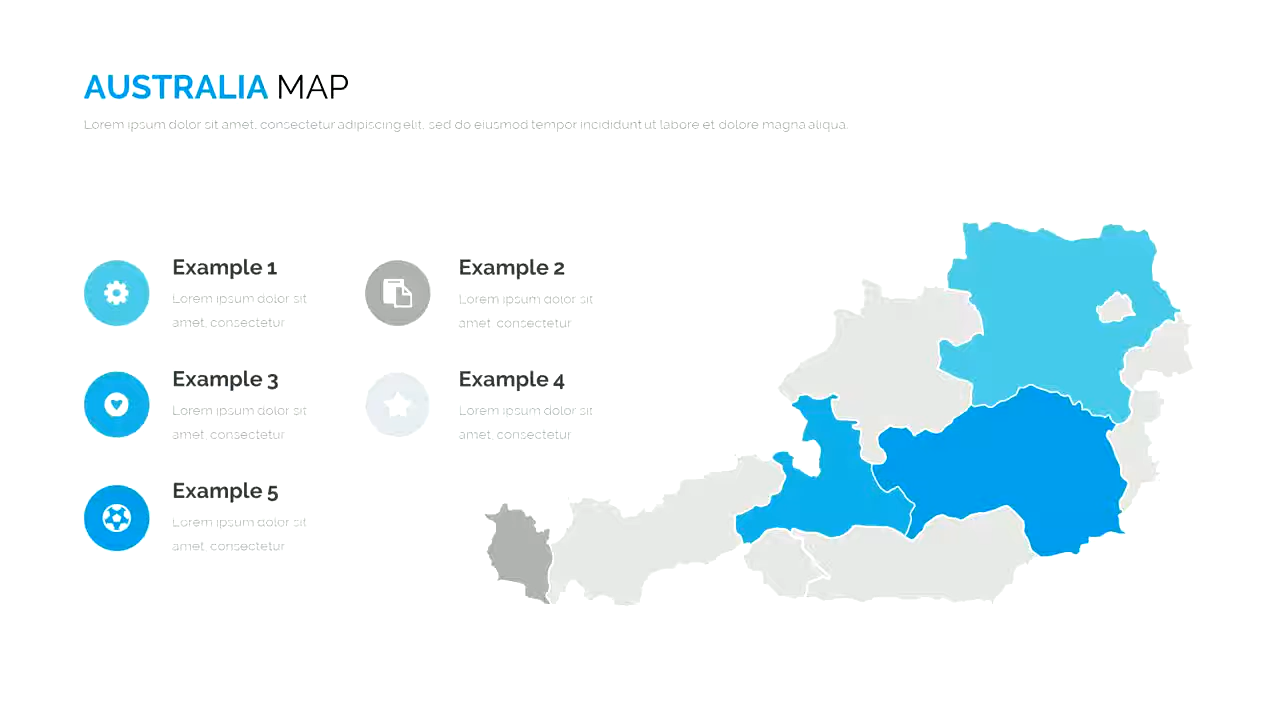 AUSTRALIA MAP
Lorem ipsum dolor sit amet, consectetur adipiscing elit, sed do eiusmod tempor incididunt ut labore et dolore magna aliqua.
Example 1
Lorem ipsum dolor sit
amet, consectetur
Example 2
Lorem ipsum dolor sit
amet, consectetur
Example 3
Lorem ipsum dolor sit
amet, consectetur
Example 4
Lorem ipsum dolor sit
amet, consectetur
Example 5
Lorem ipsum dolor sit
amet, consectetur